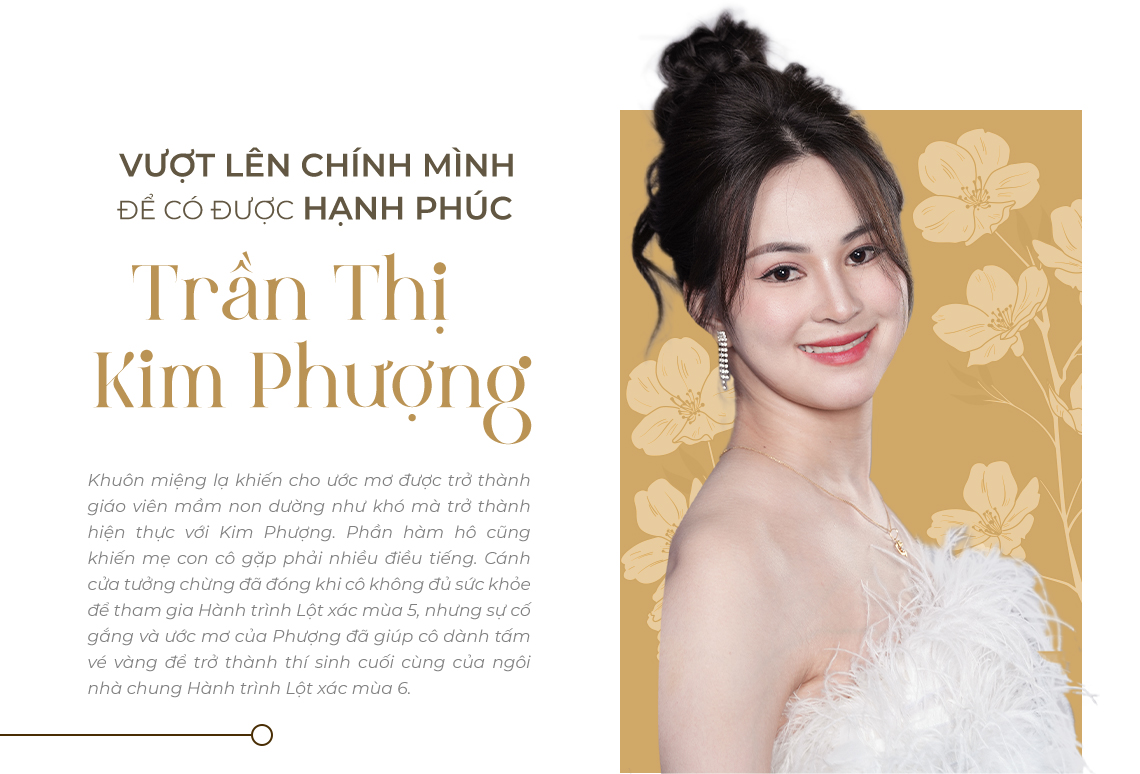 VƯỢT LÊN CHÍNH MÌNH
ĐỂ CÓ ĐƯỢC HẠNH PHÚC
Trần Thị
Kim Phượng
Khuôn miệng lạ khiến cho ước mơ được trở thành
giáo viên mầm non dường như khó mà trở thành
hiện thực với Kim Phượng. Phần hàm hô cũng
khiến mẹ con cô gặp phải nhiều điều tiếng. Cánh
cửa tưởng chừng đã đóng khi cô không đủ sức khỏe
để tham gia Hành trình Lột xác mùa 5, nhưng sự cố
gắng và ước mơ của Phượng đã giúp cô dành tấm
vé vàng để trở thành thí sinh cuối cùng của ngôi
nhà chung Hành trình Lột xác mùa 6.